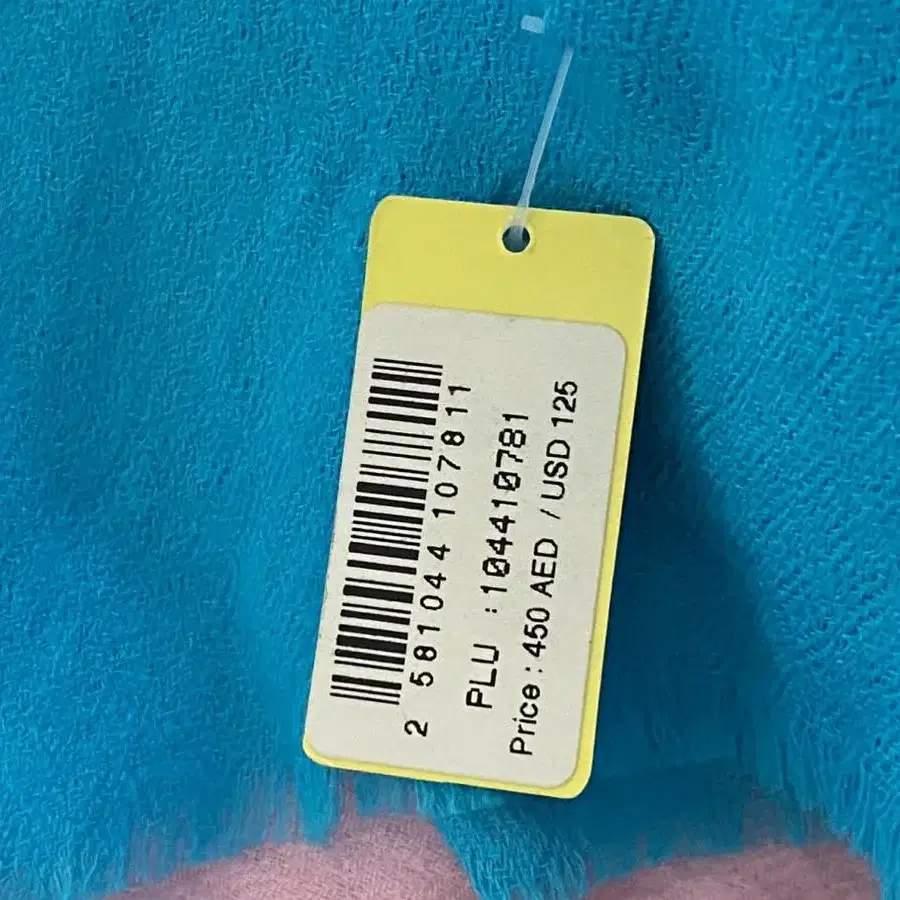 2 581044 107811
PLU : 104410781
Price : 450 AED / USD 125